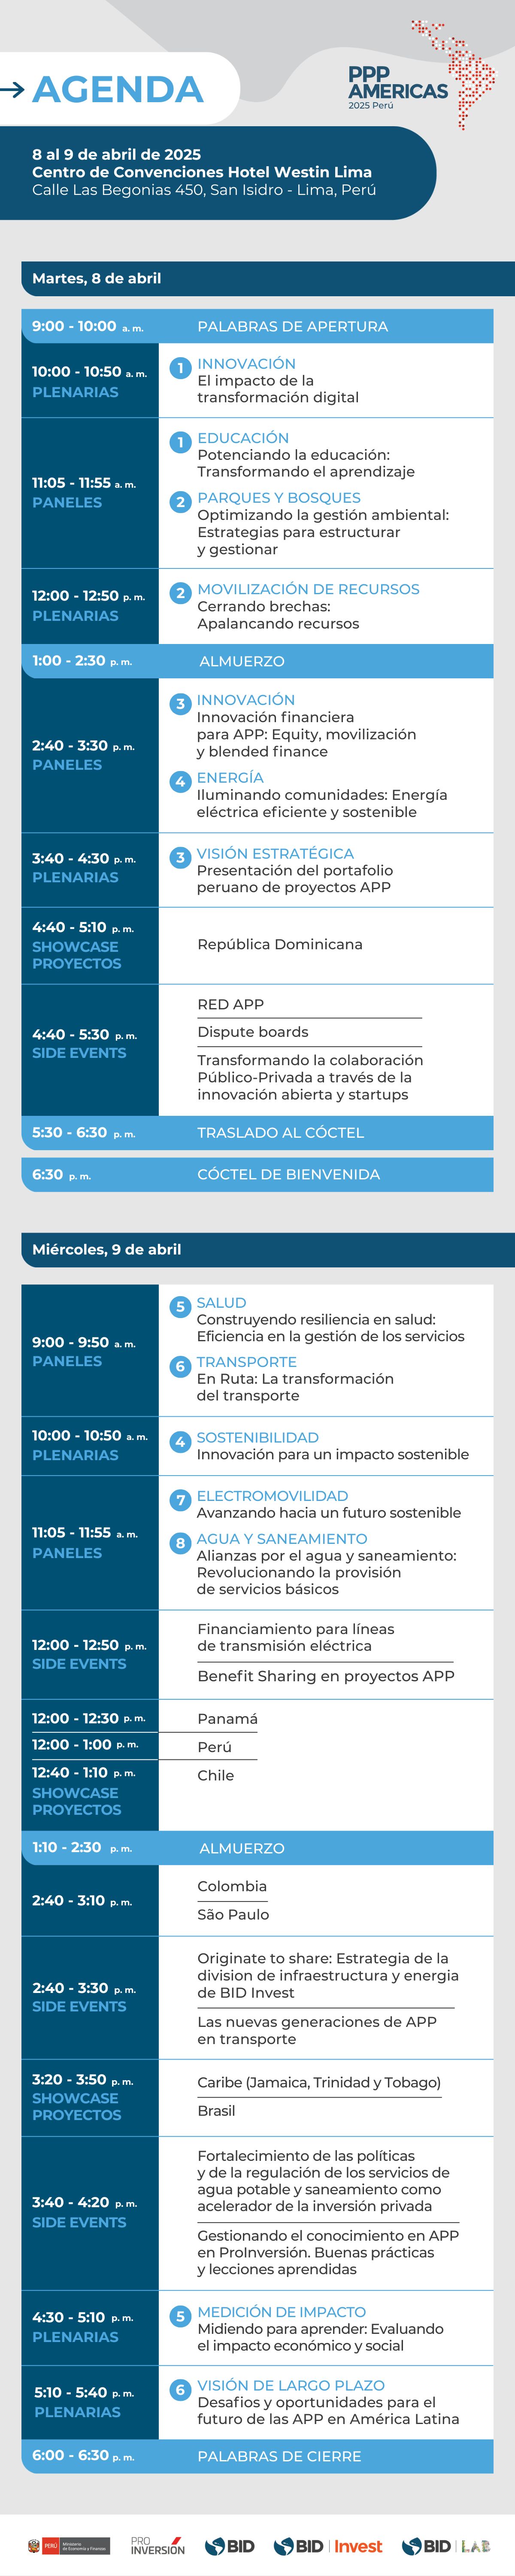 AGENDA
PPP
AMERICAS
2025 Perú
8 al 9 de abril de 2025
Centro de Convenciones Hotel Westin Lima
Calle Las Begonias 450, San Isidro - Lima, Perú
Martes, 8 de abril
9:00 - 10:00 a. m.
PALABRAS DE APERTURA
10:00 - 10:50 a. m.
PLENARIAS
1 INNOVACIÓN
El impacto de la
transformación digital
11:05 - 11:55 a. m.
PANELES
1 EDUCACIÓN
Potenciando la educación:
Transformando el aprendizaje
2 PARQUES Y BOSQUES
Optimizando la gestión ambiental:
Estrategias para estructurar
y gestionar
12:00 - 12:50 p. m.
PLENARIAS
2 MOVILIZACIÓN DE RECURSOS
Cerrando brechas:
Apalancando recursos
1:00 - 2:30 p. m.
ALMUERZO
2:40 - 3:30 p. m.
PANELES
3 INNOVACIÓN
Innovación financiera
para APP: Equity, movilización
y blended finance
4 ENERGÍA
Iluminando comunidades: Energía
eléctrica eficiente y sostenible
3:40 - 4:30 p. m.
PLENARIAS
3 VISIÓN ESTRATÉGICA
Presentación del portafolio
peruano de proyectos APP
4:40 - 5:10 p. m.
SHOWCASE
PROYECTOS
República Dominicana
4:40 - 5:30 p. m.
SIDE EVENTS
RED APP
Dispute boards
Transformando la colaboración
Público-Privada a través de la
innovación abierta y startups
5:30 - 6:30 p. m.
TRASLADO AL CÓCTEL
6:30 p. m.
CÓCTEL DE BIENVENIDA
Miércoles, 9 de abril
9:00 - 9:50 a. m.
PANELES
5 SALUD
Construyendo resiliencia en salud:
Eficiencia en la gestión de los servicios
6 TRANSPORTE
En Ruta: La transformación
del transporte
10:00 - 10:50 a. m.
PLENARIAS
4 SOSTENIBILIDAD
Innovación para un impacto sostenible
11:05 - 11:55 a. m.
PANELES
7 ELECTROMOVILIDAD
Avanzando hacia un futuro sostenible
8 AGUA Y SANEAMIENTO
Alianzas por el agua y saneamiento:
Revolucionando la provisión
de servicios básicos
12:00 - 12:50 p. m.
SIDE EVENTS
Financiamiento para líneas
de transmisión eléctrica
Benefit Sharing en proyectos APP
12:00 - 12:30 p. m.
Panamá
12:00 - 1:00 p. m.
Perú
12:40 - 1:10 p. m.
Chile
SHOWCASE
PROYECTOS
1:10 - 2:30 p. m.
ALMUERZO
2:40 - 3:10 p. m.
Colombia
São Paulo
2:40 - 3:30 p. m.
SIDE EVENTS
Originate to share: Estrategia de la
division de infraestructura y energia
de BID Invest
Las nuevas generaciones de APP
en transporte
3:20 - 3:50 p. m.
SHOWCASE
PROYECTOS
Caribe (Jamaica, Trinidad y Tobago)
Brasil
3:40 - 4:20 p. m.
SIDE EVENTS
Fortalecimiento de las políticas
y de la regulación de los servicios de
agua potable y saneamiento como
acelerador de la inversión privada
Gestionando el conocimiento en APP
en ProInversión. Buenas prácticas
y lecciones aprendidas
4:30 - 5:10 p. m.
PLENARIAS
5 MEDICIÓN DE IMPACTO
Midiendo para aprender: Evaluando
el impacto económico y social
5:10 - 5:40 p. m.
PLENARIAS
6 VISIÓN DE LARGO PLAZO
Desafíos y oportunidades para el
futuro de las APP en América Latina
6:00 - 6:30 p. m.
PALABRAS DE CIERRE
PERÚ
Ministerio
de Economía y Finanzas
PRO
INVERSIÓN
BID
BID Invest
BID LAB